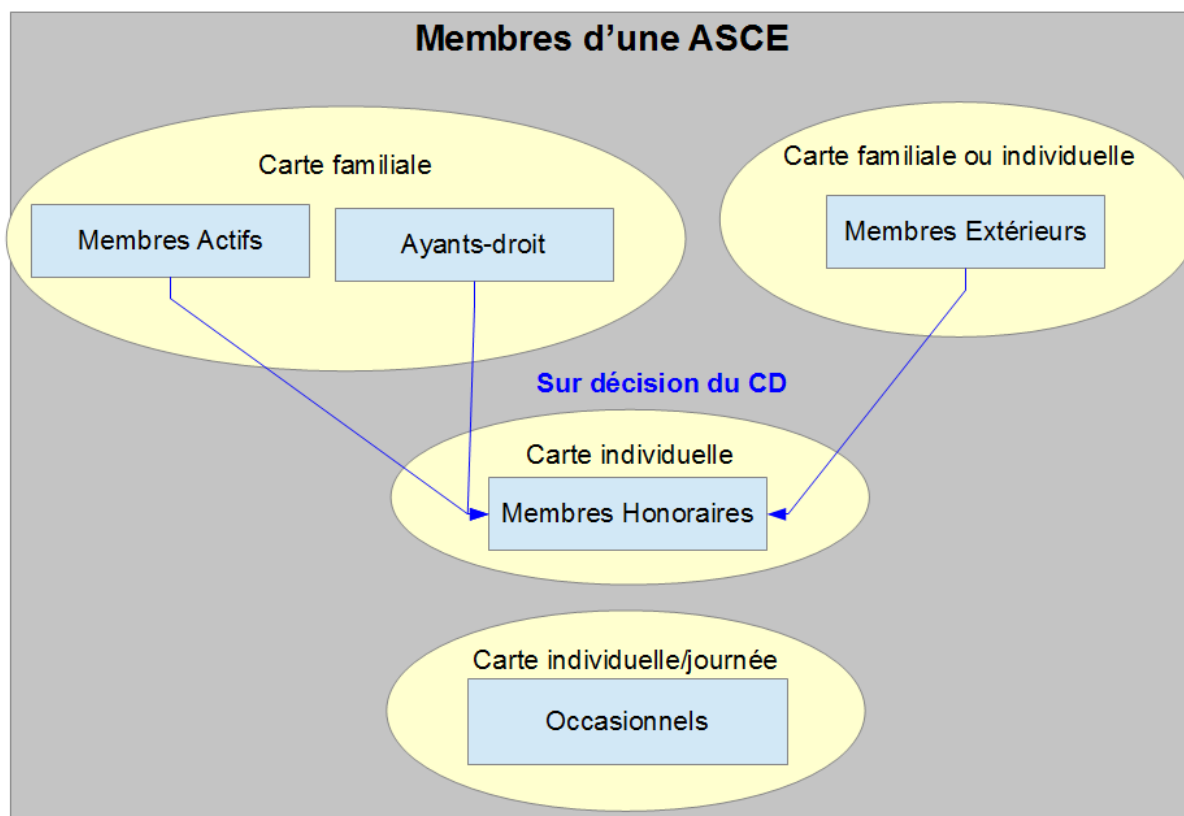 Membres d’une ASCE
Carte familiale
Membres Actifs
Ayants-droit
Carte familiale ou individuelle
Membres Extérieurs
Sur décision du CD
Carte individuelle
Membres Honoraires
Carte individuelle/journée
Occasionnels